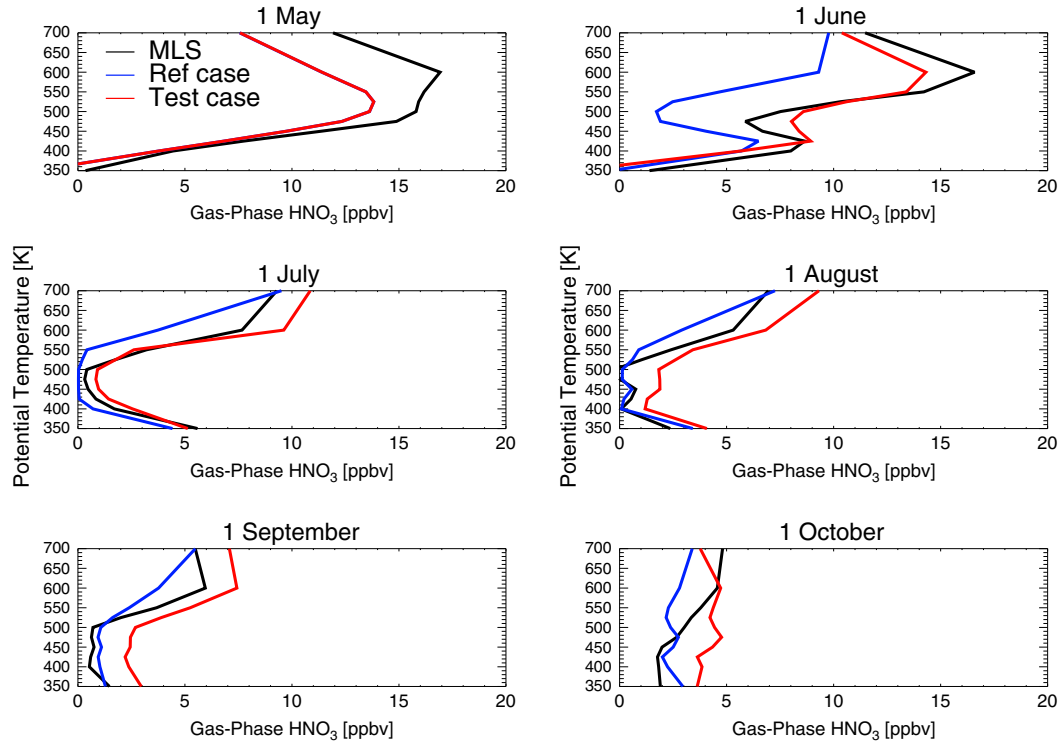 1 May
700
650
600
550
500
450
400
350
MLS
Ref case
Test case
0 5 10 15 20
Gas-Phase HNO₃ [ppbv]
1 June
700
650
600
550
500
450
400
350
0 5 10 15 20
Gas-Phase HNO₃ [ppbv]
Potential Temperature [K]
1 July
700
650
600
550
500
450
400
350
0 5 10 15 20
Gas-Phase HNO₃ [ppbv]
Potential Temperature [K]
1 August
700
650
600
550
500
450
400
350
0 5 10 15 20
Gas-Phase HNO₃ [ppbv]
1 September
700
650
600
550
500
450
400
350
0 5 10 15 20
Gas-Phase HNO₃ [ppbv]
1 October
700
650
600
550
500
450
400
350
0 5 10 15 20
Gas-Phase HNO₃ [ppbv]